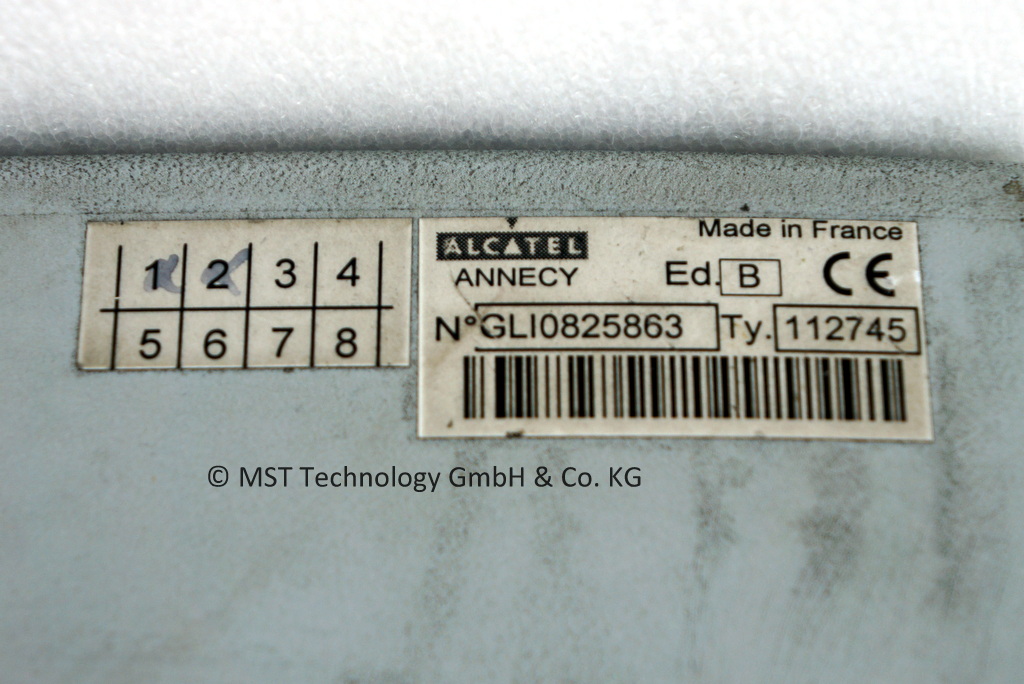 1 2 3 4
5 6 7 8
ALCATEL
Made in France
ANNECY
Ed. B CE
N° GLI0825863 Ty. 112745
© MST Technology GmbH & Co. KG